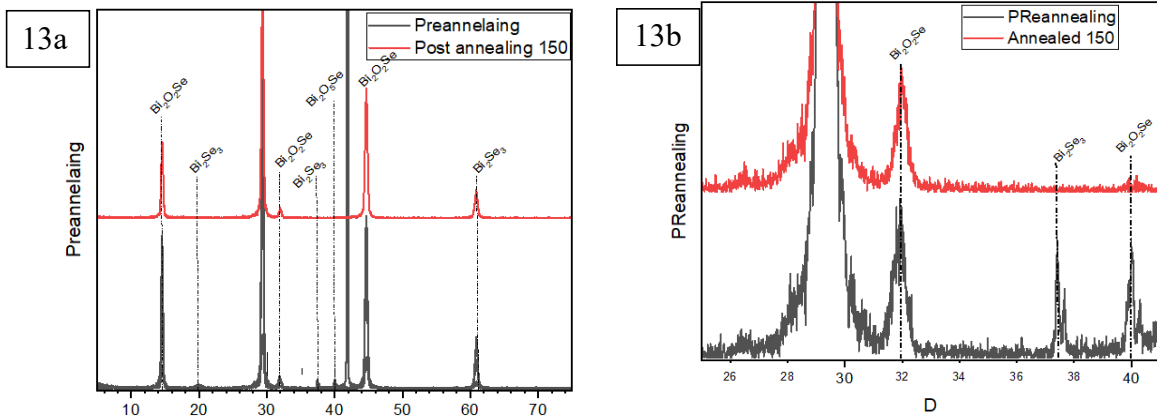 13a
Preannelaing
Post annealing 150
Bi₂O₂Se
Bi₂Se₃
Bi₂O₂Se
Bi₂Se₃
Bi₂O₅Se
Bi₂O₂Se
Bi₂Se₃
Preannelaing
5 10 20 30 40 50 60 70
13b
PReannealing
Annealed 150
Bi₂O₂Se
Bi₂Se₃
Bi₂O₂Se
PREannealing
26 28 30 32 34 36 38 40
D